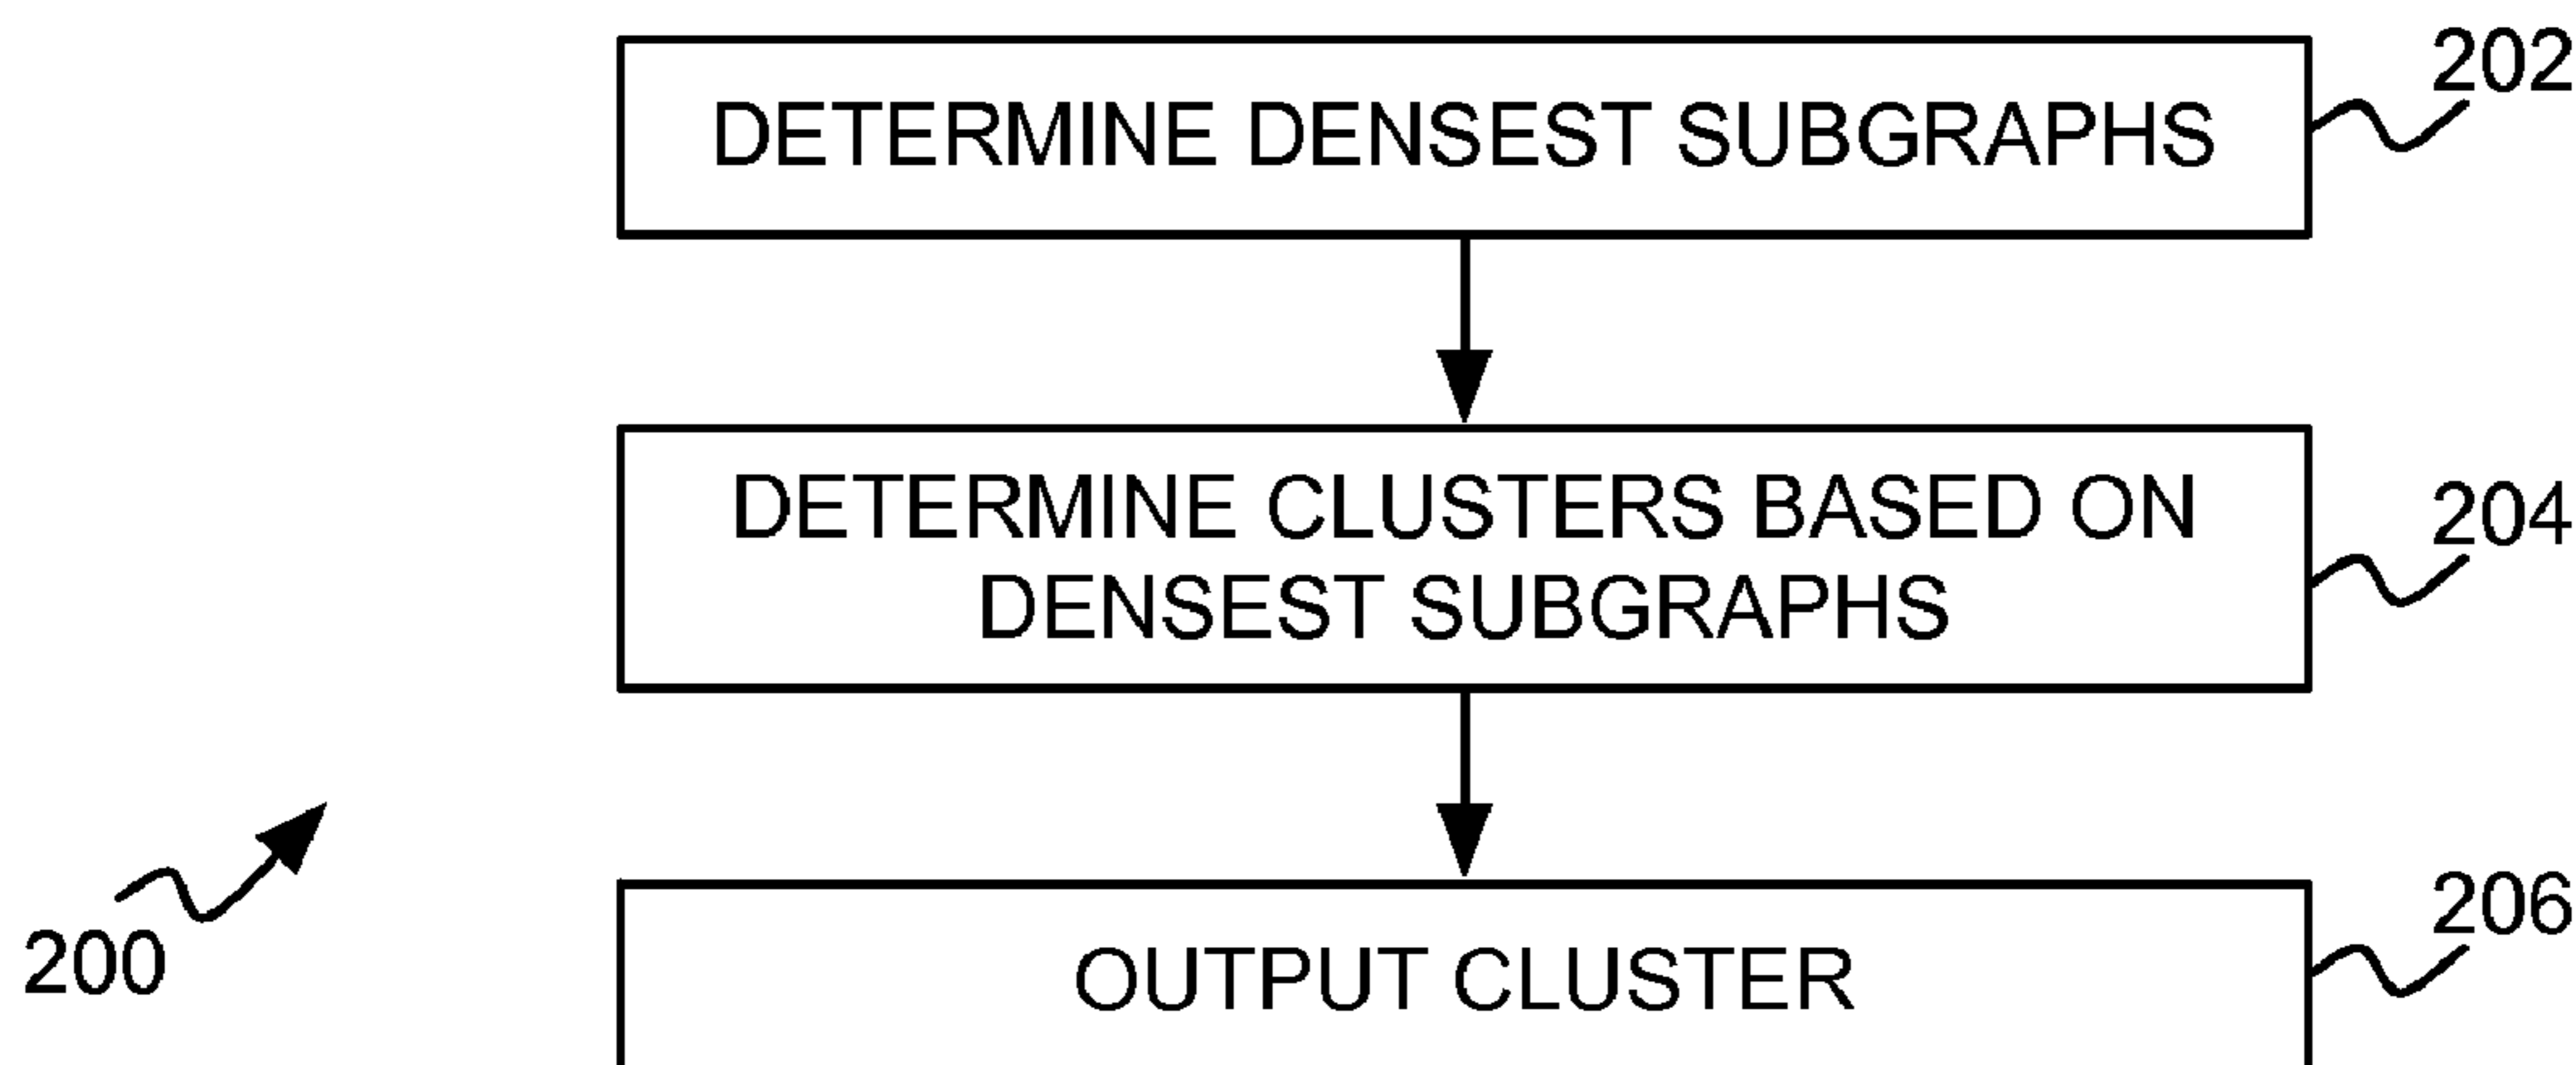 202
DETERMINE DENSEST SUBGRAPHS
204
DETERMINE CLUSTERS BASED ON
DENSEST SUBGRAPHS
206
OUTPUT CLUSTER
200